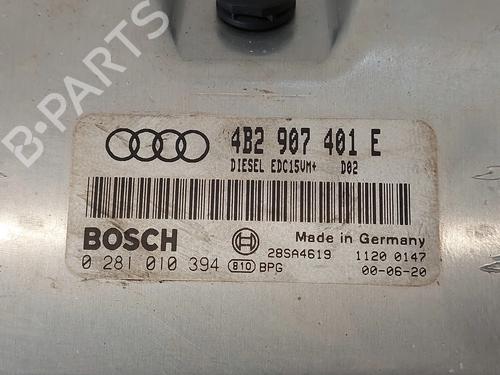 B-PARTS
4B2 907 401 E
DIESEL EDC15VM+ D02
BOSCH
Made in Germany
28SA4619 1120 0147
0 281 010 394 810 BPG 00-06-20